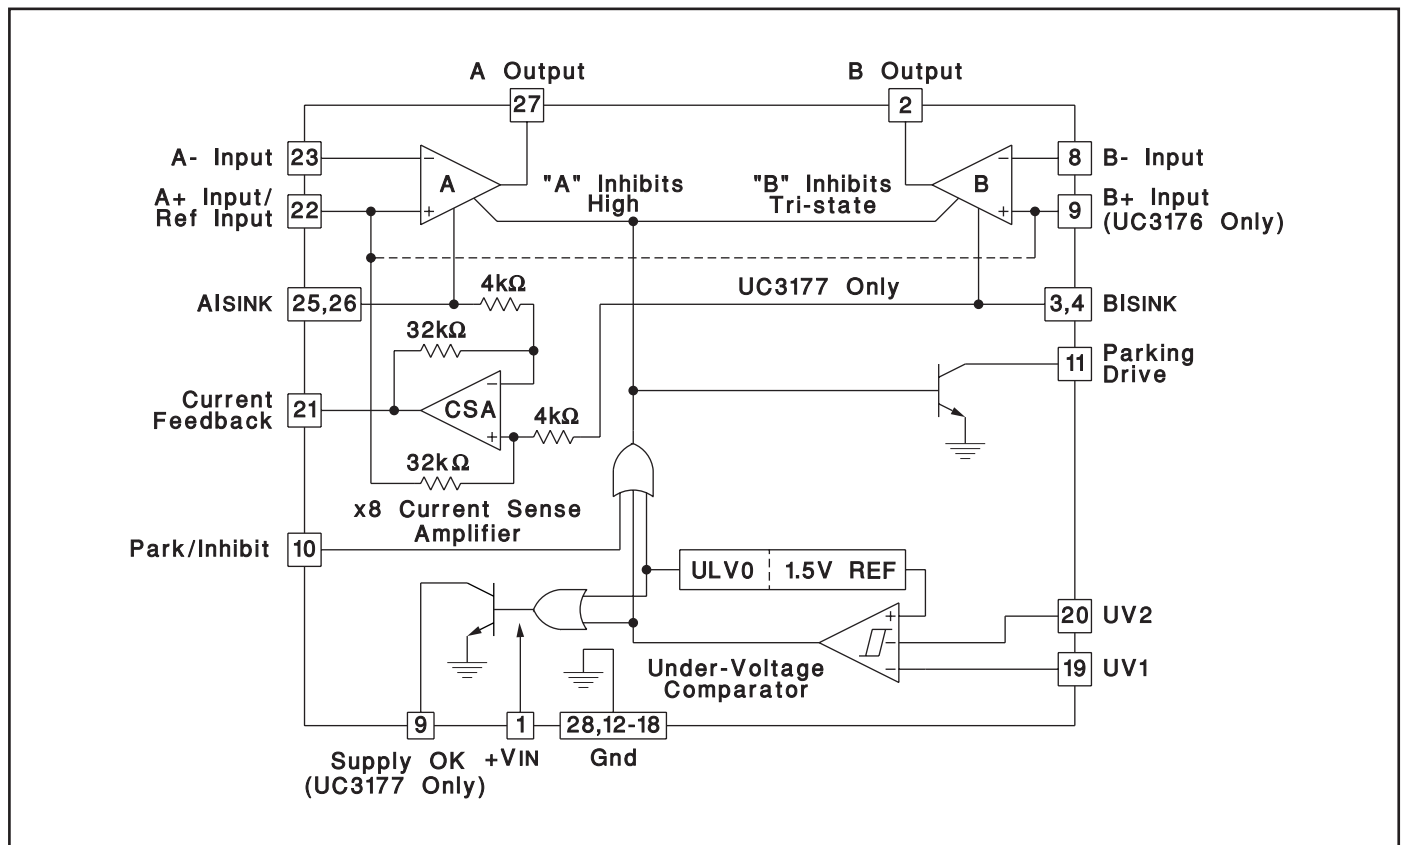 A Output
B Output
27
2
A- Input
23
−
A
"A" Inhibits
High
"B" Inhibits
Tri-state
B
−
8
B- Input
A+ Input/
Ref Input
22
+
+
9
B+ Input
(UC3176 Only)
AISINK
25,26
4kΩ
UC3177 Only
3,4
BISINK
32kΩ
11
Parking
Drive
Current
Feedback
21
−
CSA
+
4kΩ
32kΩ
x8 Current Sense
Amplifier
Park/Inhibit
10
ULV0
1.5V REF
+
−
−
20
UV2
19
UV1
Under-Voltage
Comparator
9
1
28,12-18
Supply OK
(UC3177 Only)
+VIN
Gnd